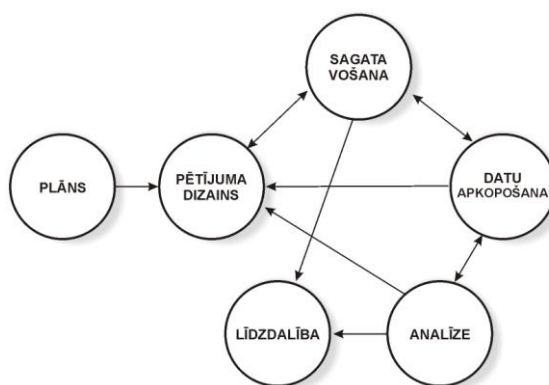 SAGATA
VOŠANA
PLĀNS
PĒTĪJUMA
DIZAINS
DATU
APKOPOŠANA
LĪDZDALĪBA
ANALĪZE